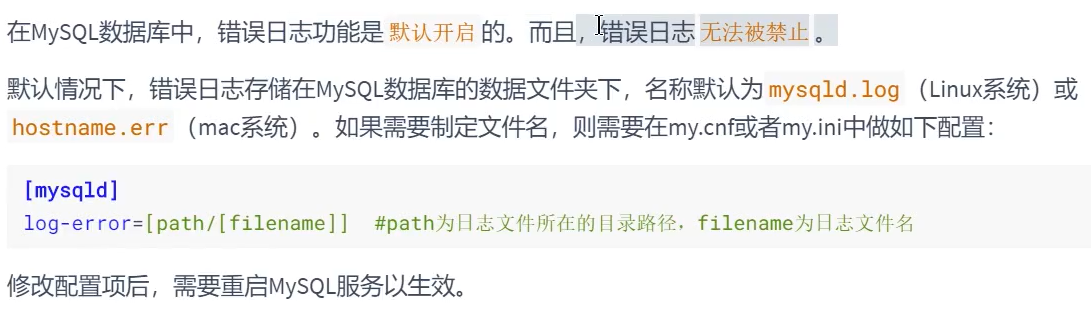 在MySQL数据库中，错误日志功能是 默认开启 的。而且，错误日志 无法被禁止 。
默认情况下，错误日志存储在MySQL数据库的数据文件夹下，名称默认为 mysqld.log （Linux系统）或
hostname.err （mac系统）。如果需要制定文件名，则需要在my.cnf或者my.ini中做如下配置：
[mysqld]
log-error=[path/[filename]] #path为日志文件所在的目录路径，filename为日志文件名
修改配置项后，需要重启MySQL服务以生效。